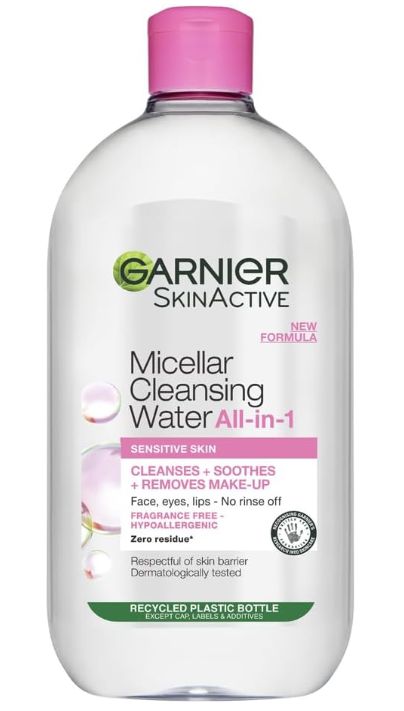 GARNIER
SKINACTIVE
NEW
FORMULA
Micellar
Cleansing
Water All-in-1
SENSITIVE SKIN
CLEANSES + SOOTHES
+ REMOVES MAKE-UP
Face, eyes, lips - No rinse off
FRAGRANCE FREE -
HYPOALLERGENIC
Zero residue*
Respectful of skin barrier
Dermatologically tested
RECYCLED PLASTIC BOTTLE
EXCEPT CAP, LABELS & ADDITIVES